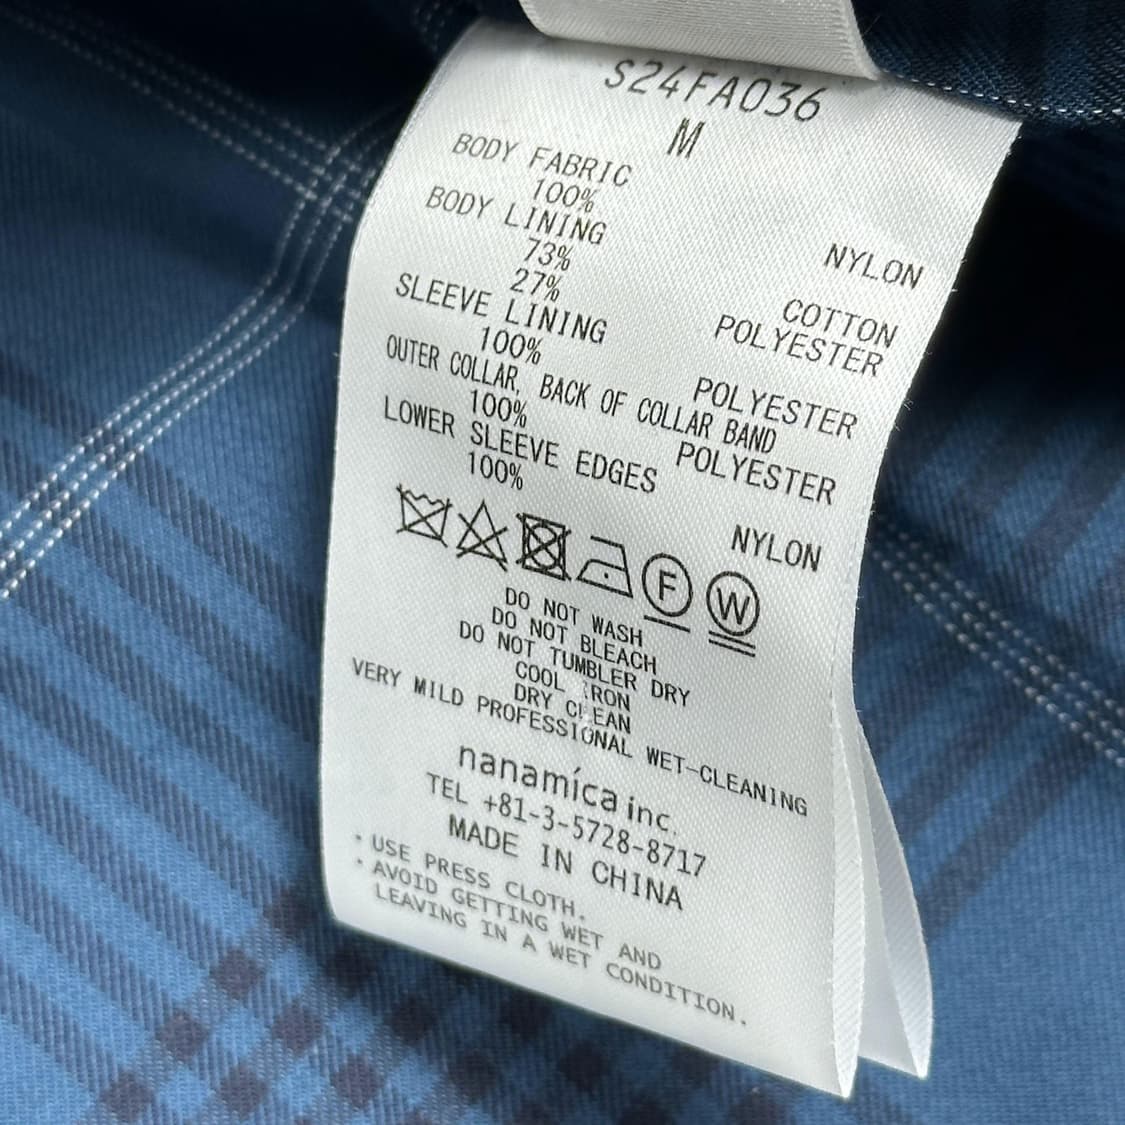 S24FA036
M
BODY FABRIC
100% NYLON
BODY LINING
73% COTTON
27% POLYESTER
SLEEVE LINING
100% POLYESTER
OUTER COLLAR, BACK OF COLLAR BAND
100% POLYESTER
LOWER SLEEVE EDGES
100% NYLON
F W
DO NOT WASH
DO NOT BLEACH
DO NOT TUMBLER DRY
COOL IRON
DRY CLEAN
VERY MILD PROFESSIONAL WET-CLEANING
nanamíca inc.
TEL +81-3-5728-8717
MADE IN CHINA
・USE PRESS CLOTH.
・AVOID GETTING WET AND
LEAVING IN A WET CONDITION.